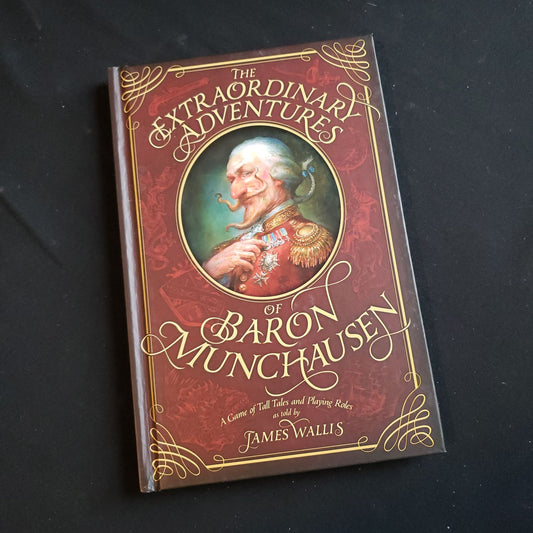 THE
EXTRAORDINARY
ADVENTURES
OF
BARON
MUNCHAUSEN
A Game of Tall Tales and Playing Roles
as told by
JAMES WALLIS